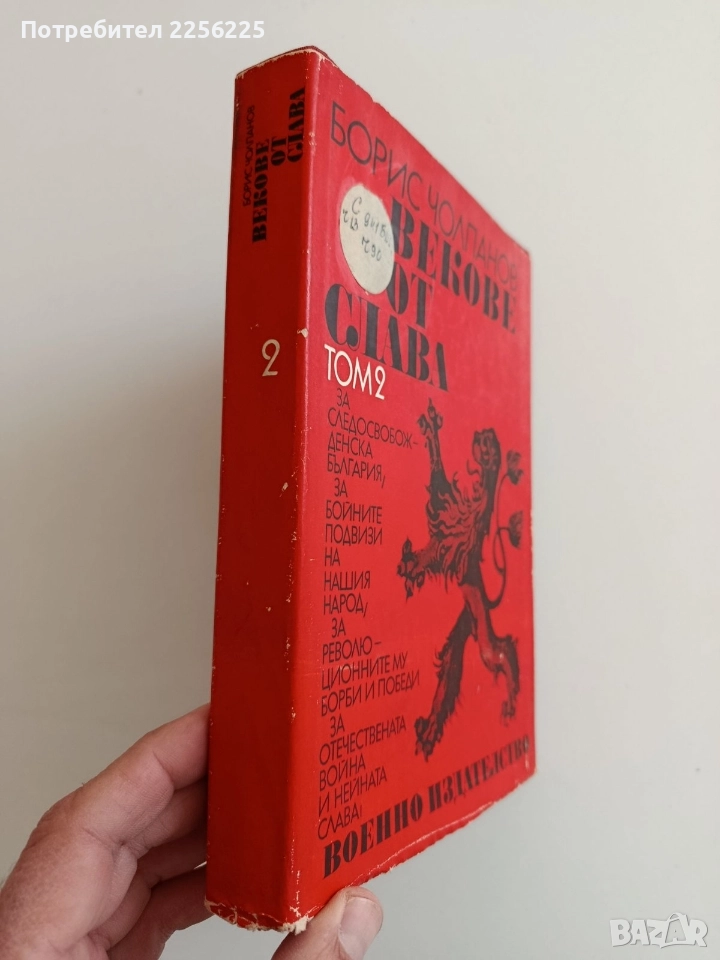 Потребител 2256225
БОРИС ЧОЛПАНОВ
ВЕКОВЕ
ОТ
СЛАВА
2
БОРИС ЧОЛПАНОВ
ВЕКОВЕ
ОТ
СЛАВА
ТОМ 2
ЗА
СЛЕДОСВОБОЖ–
ДЕНСКА
БЪЛГАРИЯ,
ЗА
БОЙНИТЕ
ПОДВИЗИ
НА
НАШИЯ
НАРОД,
ЗА
РЕВОЛЮ–
ЦИОННИТЕ МУ
БОРБИ И ПОБЕДИ
ЗА
ОТЕЧЕСТВЕНАТА
ВОЙНА
И НЕЙНАТА
СЛАВА
ВОЕННО ИЗДАТЕЛСТВО
С
Ч90
BAZAR